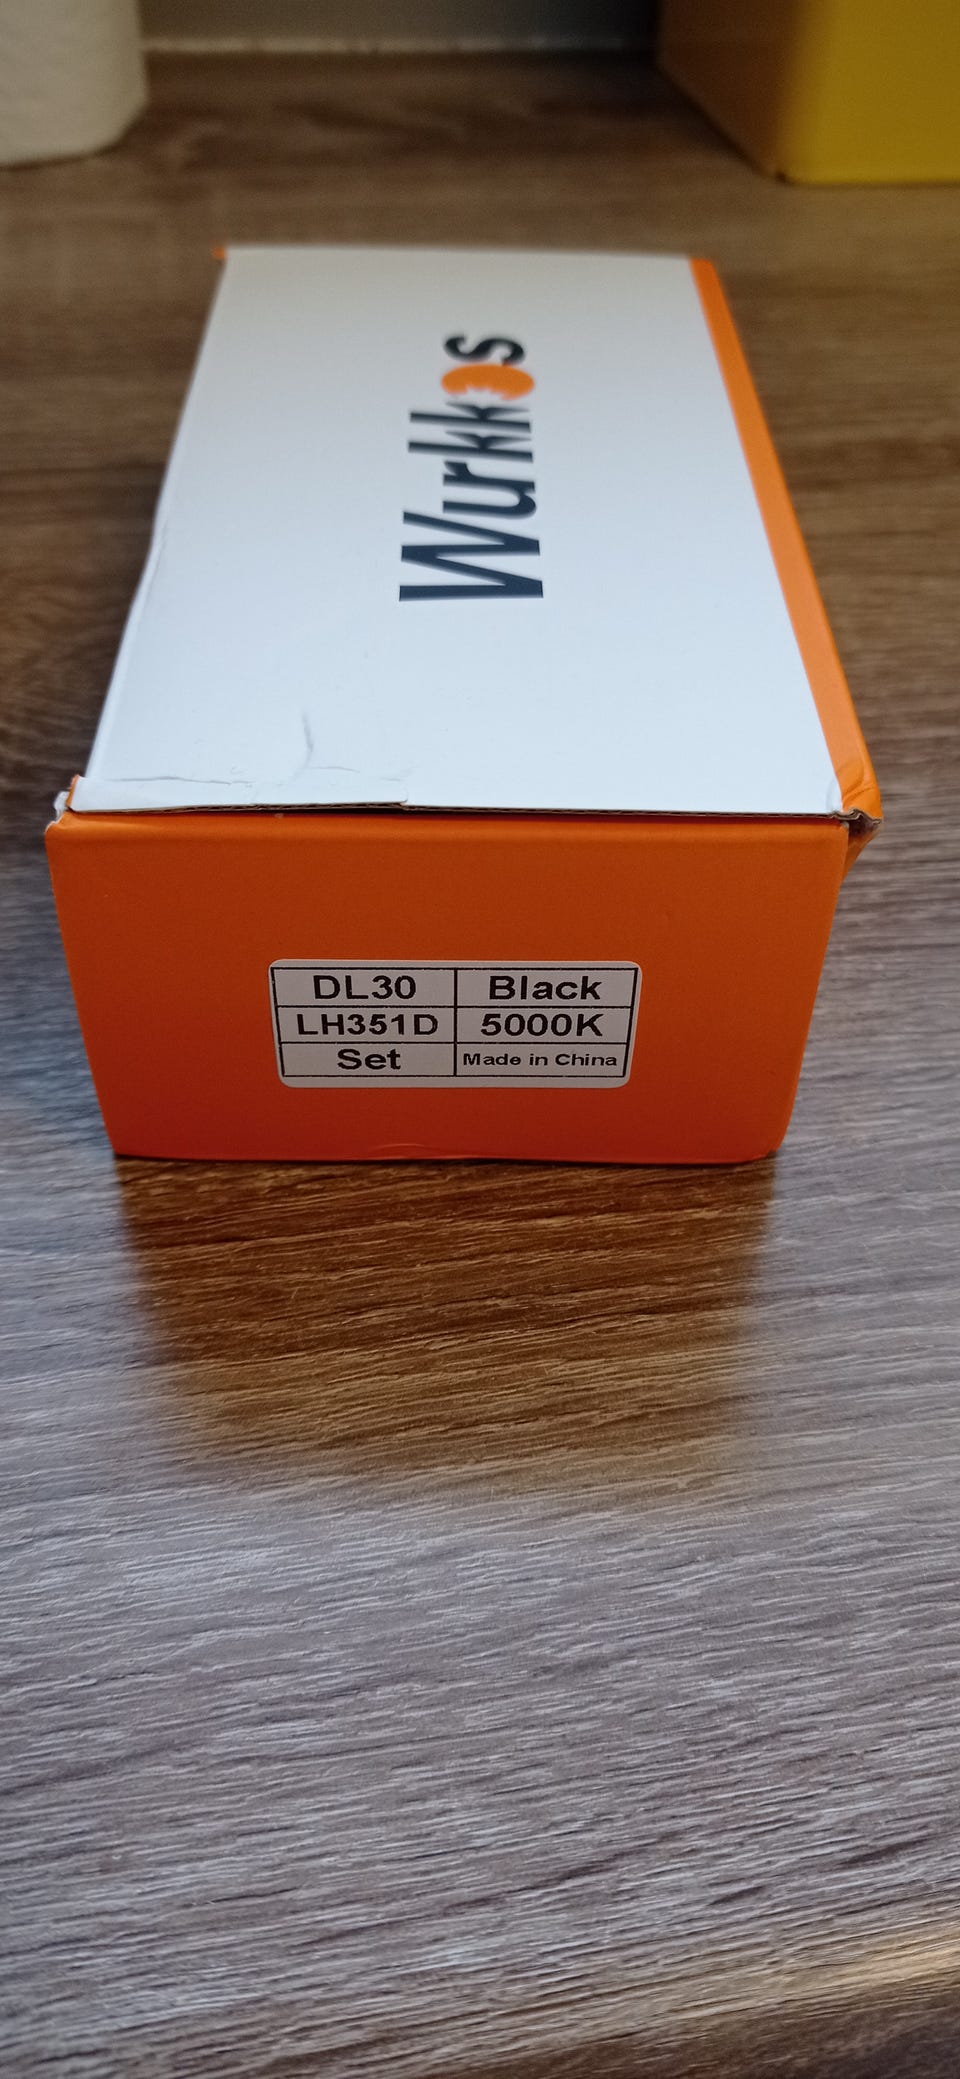 Wurkkos
DL30 Black
LH351D 5000K
Set Made in China